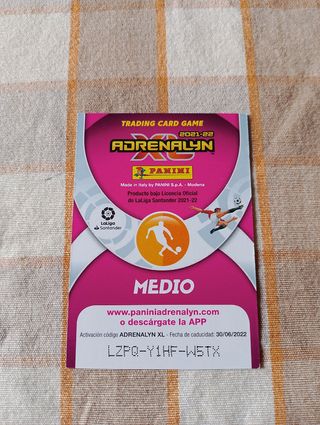 TRADING CARD GAME
2021-22
ADRENALYN
XL
PANINI
Made in Italy by PANINI S.p.A. - Modena
Producto bajo Licencia Oficial
de LaLiga Santander 2021-22
LaLiga
Santander
MEDIO
www.paniniadrenalyn.com
o descárgate la APP
Activación código ADRENALYN XL - Fecha de caducidad: 30/06/2022
LZPQ-Y1HF-W5TX